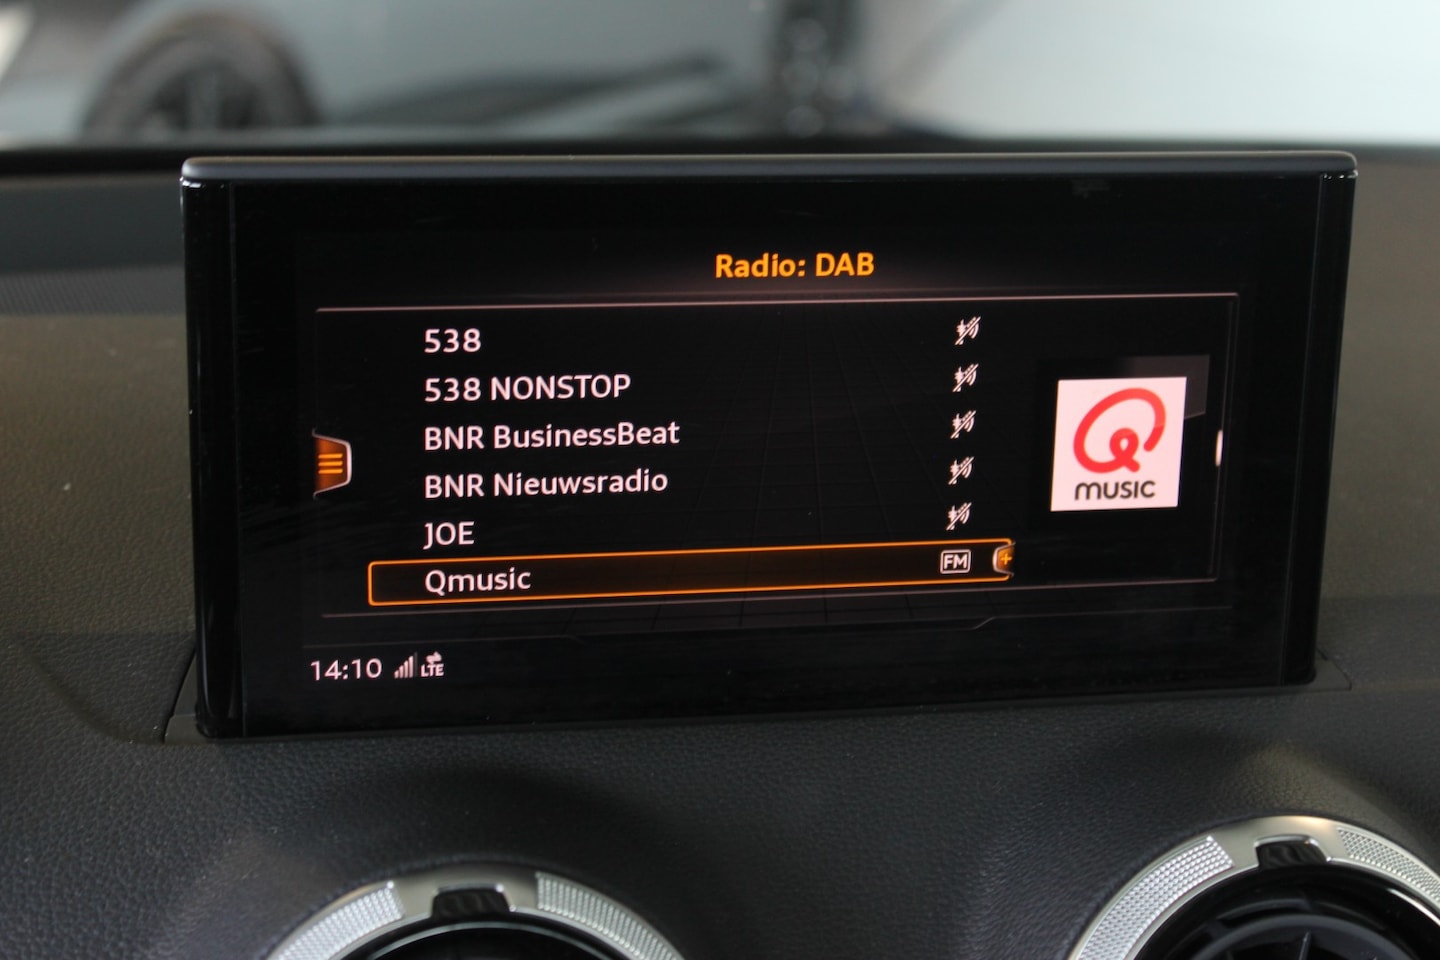 Radio: DAB
538
538 NONSTOP
BNR BusinessBeat
BNR Nieuwsradio
JOE
Qmusic FM
Q
MUSIC
14:10 LTE